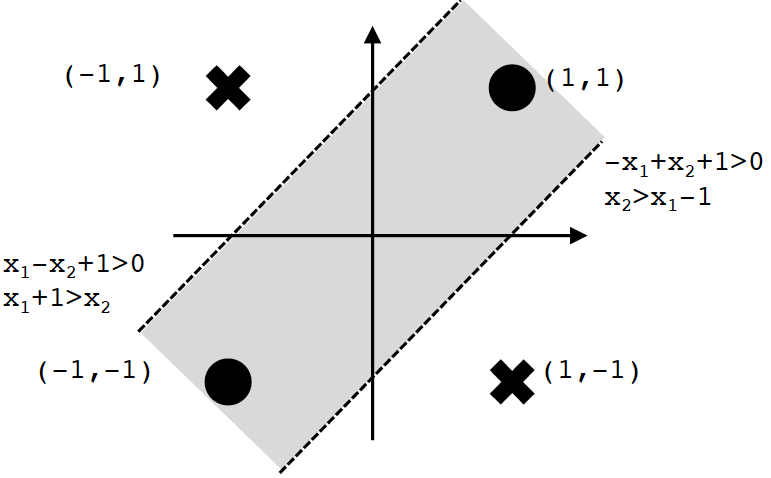 (-1,1)
(1,1)
-x₁+x₂+1>0
x₂>x₁-1
x₁-x₂+1>0
x₁+1>x₂
(-1,-1)
(1,-1)